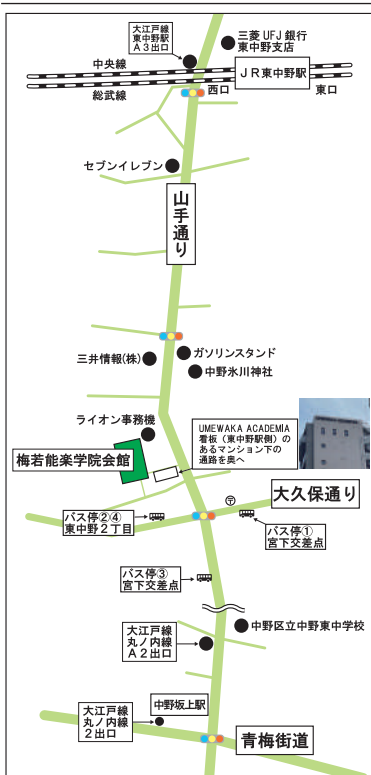 大江戸線
東中野駅
A3出口
三菱UFJ銀行
東中野支店
中央線
JR東中野駅
総武線
西口
東口
セブンイレブン
山手通り
三井情報(株)
ガソリンスタンド
中野氷川神社
ライオン事務機
UMEWAKA ACADEMIA
看板(東中野駅側)の
あるマンション下の
通路を奥へ
梅若能楽学院会館
大久保通り
〒
バス停②④
東中野2丁目
バス停①
宮下交差点
バス停③
宮下交差点
大江戸線
丸ノ内線
A2出口
中野区立中野東中学校
大江戸線
丸ノ内線
2出口
中野坂上駅
青梅街道